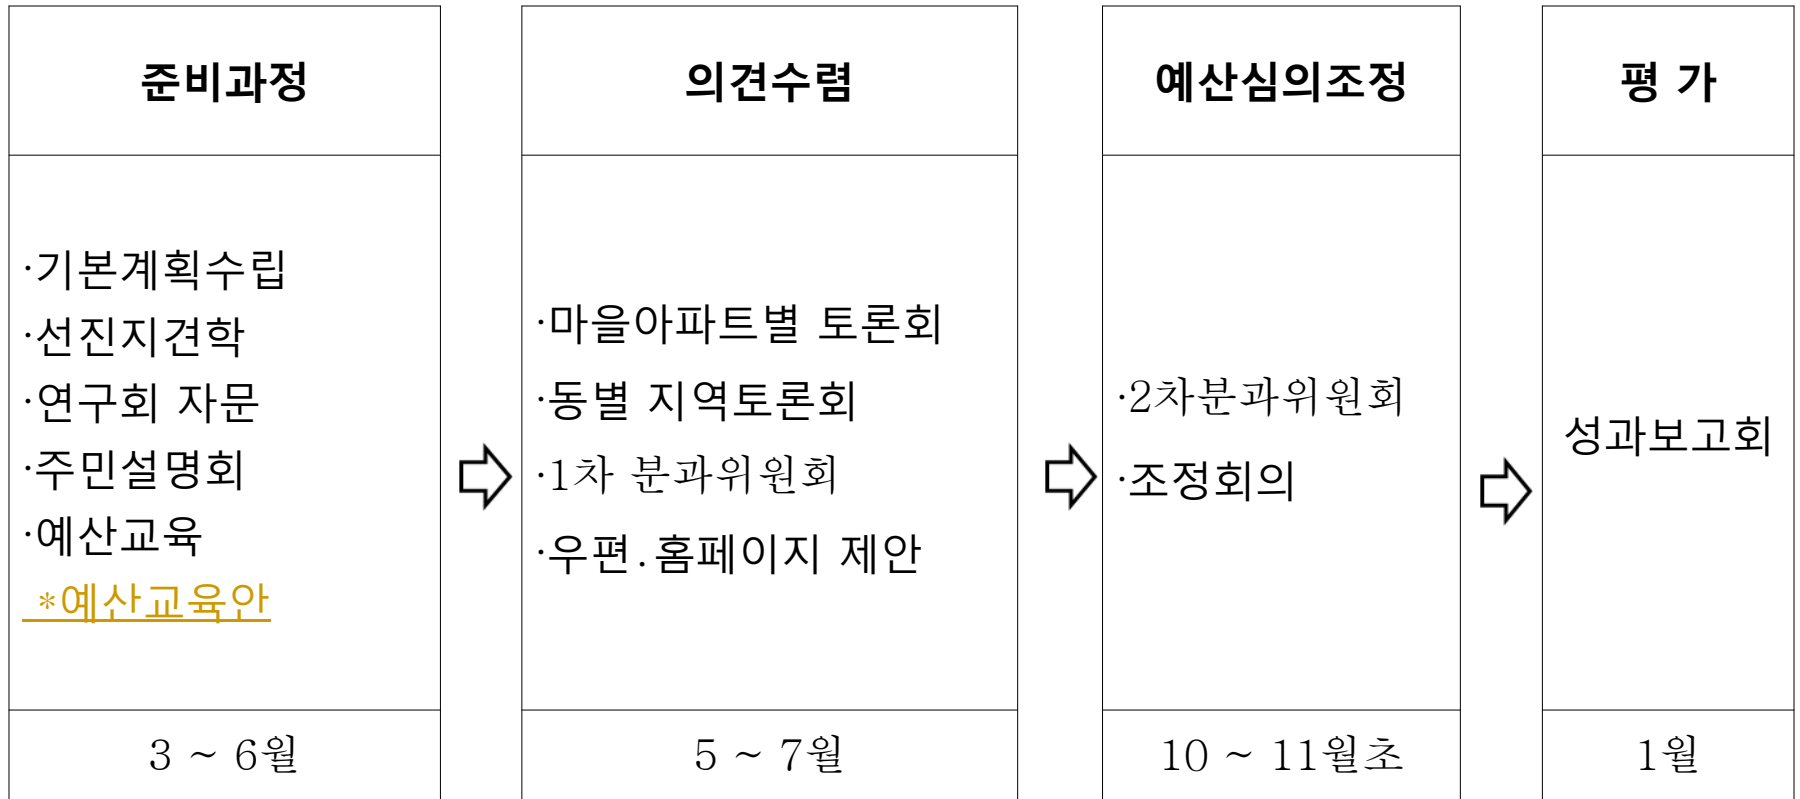 준비과정
·기본계획수립
·선진지견학
·연구회 자문
·주민설명회
·예산교육
*예산교육안
3 ~ 6월
의견수렴
·마을아파트별 토론회
·동별 지역토론회
·1차 분과위원회
·우편.홈페이지 제안
5 ~ 7월
예산심의조정
·2차분과위원회
·조정회의
10 ~ 11월초
평 가
성과보고회
1월